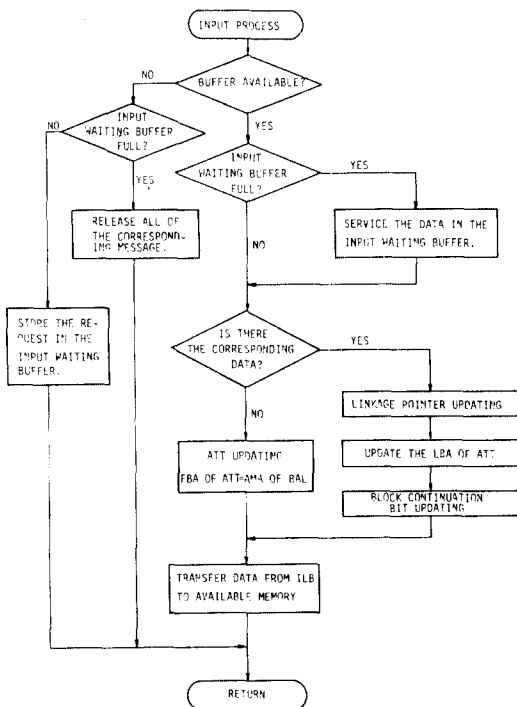 INPUT PROCESS
NO
BUFFER AVAILABLE?
NO
INPUT
WAITING BUFFER
FULL?
YES
INPUT
WAITING BUFFER
FULL?
YES
YES
RELEASE ALL OF
THE CORRESPOND-
ING MESSAGE.
SERVICE THE DATA IN THE
INPUT WAITING BUFFER.
NO
STORE THE RE-
QUEST IN THE
INPUT WAITING
BUFFER.
IS THERE
THE CORRESPONDING
DATA?
YES
LINKAGE POINTER UPDATING
NO
ATT UPDATING
FBA OF ATT=AMA OF BAL
UPDATE THE LBA OF ATT
BLOCK CONTINUATION
BIT UPDATING
TRANSFER DATA FROM ILB
TO AVAILABLE MEMORY
RETURN